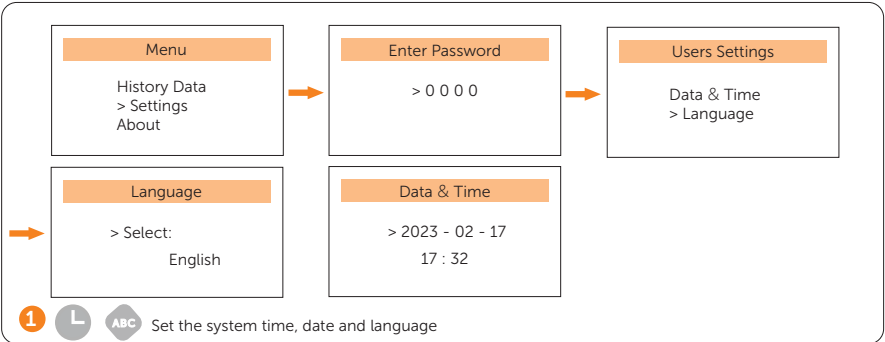 Menu
History Data
> Settings
About
Enter Password
> 0 0 0 0
Users Settings
Data & Time
> Language
Language
> Select:
English
Data & Time
> 2023 - 02 - 17
17 : 32
1
ABC
Set the system time, date and language